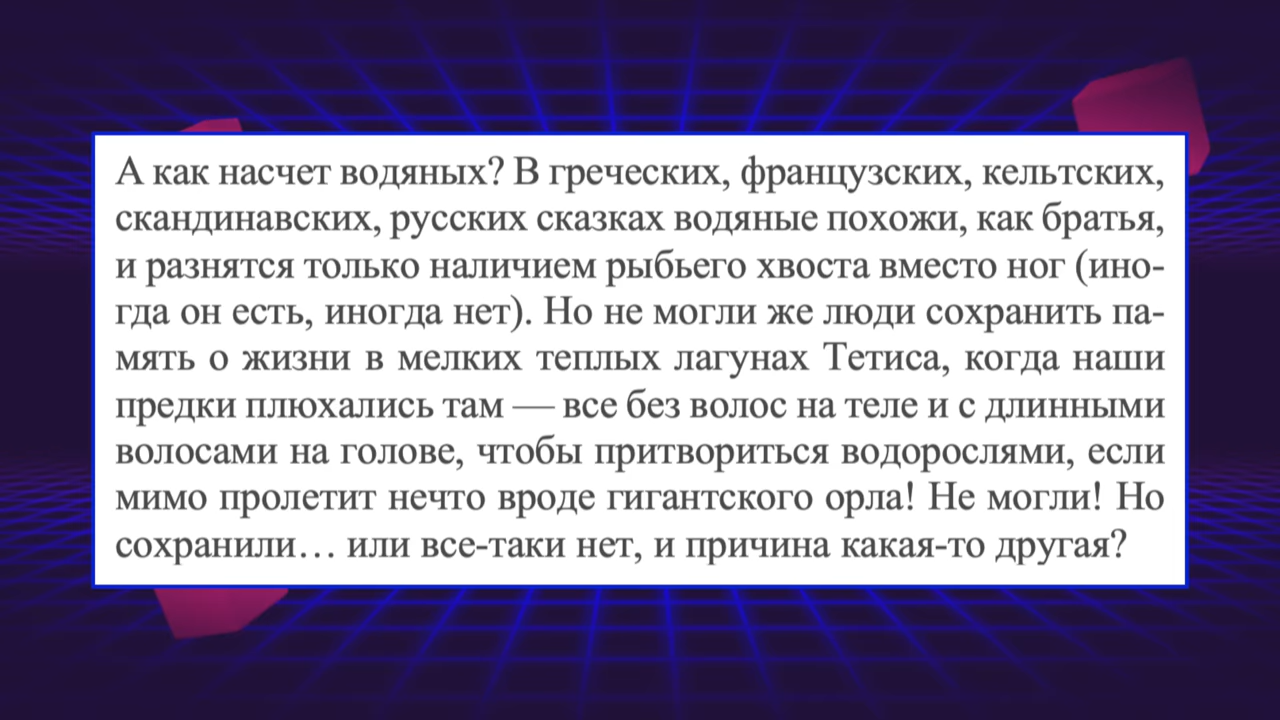 А как насчет водяных? В греческих, французских, кельтских,
скандинавских, русских сказках водяные похожи, как братья,
и разнятся только наличием рыбьего хвоста вместо ног (ино-
гда он есть, иногда нет). Но не могли же люди сохранить па-
мять о жизни в мелких теплых лагунах Тетиса, когда наши
предки плюхались там — все без волос на теле и с длинными
волосами на голове, чтобы притвориться водорослями, если
мимо пролетит нечто вроде гигантского орла! Не могли! Но
сохранили… или все-таки нет, и причина какая-то другая?